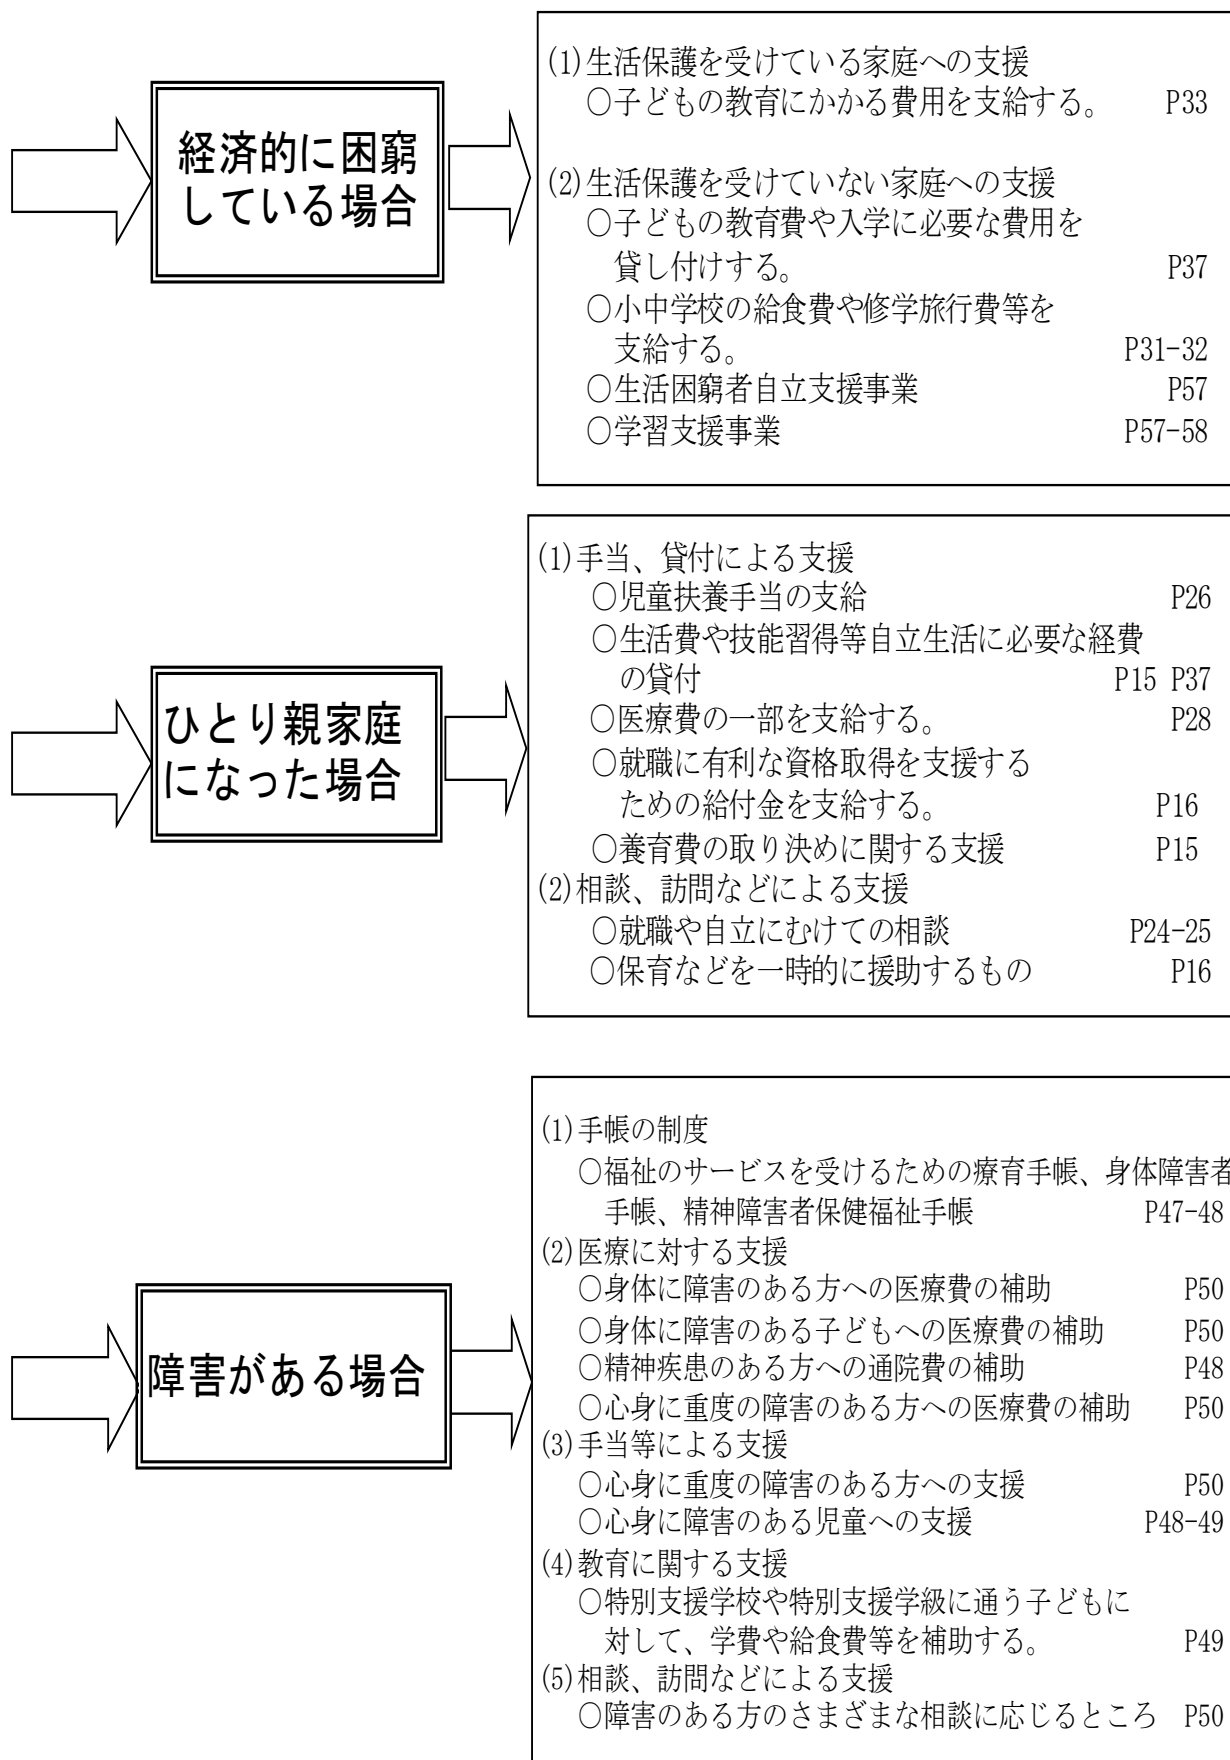 経済的に困窮
している場合
(1)生活保護を受けている家庭への支援
○子どもの教育にかかる費用を支給する。 P33
(2)生活保護を受けていない家庭への支援
○子どもの教育費や入学に必要な費用を
貸し付けする。 P37
○小中学校の給食費や修学旅行費等を
支給する。 P31-32
○生活困窮者自立支援事業 P57
○学習支援事業 P57-58
ひとり親家庭
になった場合
(1)手当、貸付による支援
○児童扶養手当の支給 P26
○生活費や技能習得等自立生活に必要な経費
の貸付 P15 P37
○医療費の一部を支給する。 P28
○就職に有利な資格取得を支援する
ための給付金を支給する。 P16
○養育費の取り決めに関する支援 P15
(2)相談、訪問などによる支援
○就職や自立にむけての相談 P24-25
○保育などを一時的に援助するもの P16
障害がある場合
(1)手帳の制度
○福祉のサービスを受けるための療育手帳、身体障害者
手帳、精神障害者保健福祉手帳 P47-48
(2)医療に対する支援
○身体に障害のある方への医療費の補助 P50
○身体に障害のある子どもへの医療費の補助 P50
○精神疾患のある方への通院費の補助 P48
○心身に重度の障害のある方への医療費の補助 P50
(3)手当等による支援
○心身に重度の障害のある方への支援 P50
○心身に障害のある児童への支援 P48-49
(4)教育に関する支援
○特別支援学校や特別支援学級に通う子どもに
対して、学費や給食費等を補助する。 P49
(5)相談、訪問などによる支援
○障害のある方のさまざまな相談に応じるところ P50